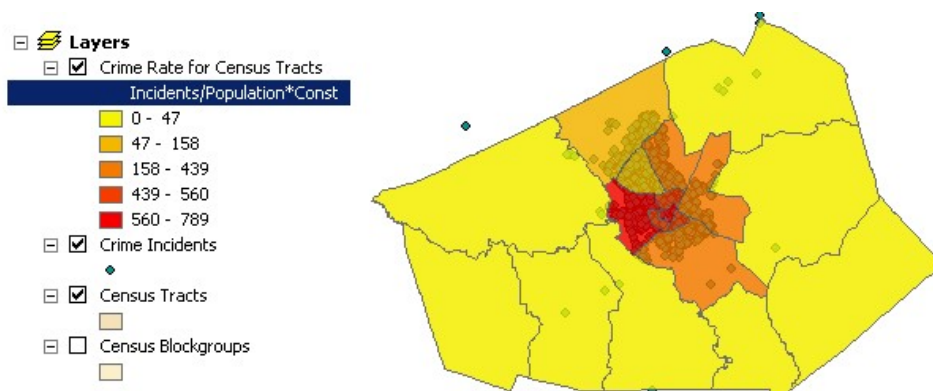 Layers
Crime Rate for Census Tracts
Incidents/Population*Const
0 - 47
47 - 158
158 - 439
439 - 560
560 - 789
Crime Incidents
Census Tracts
Census Blockgroups